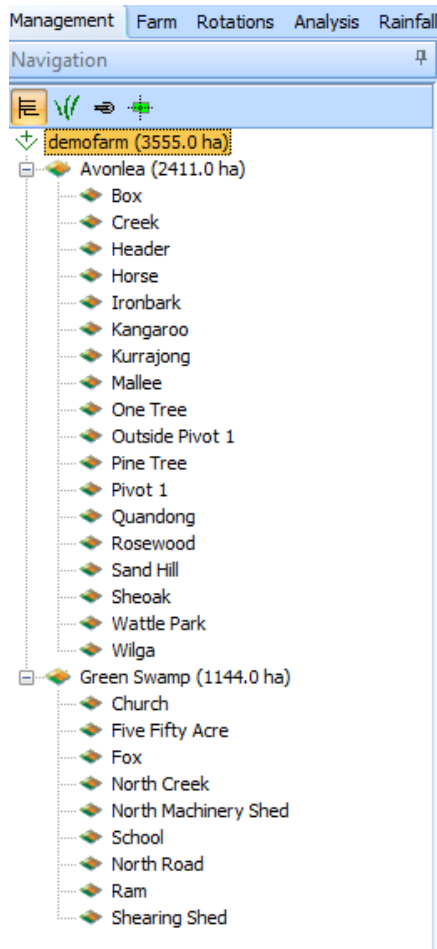 Management Farm Rotations Analysis Rainfall
Navigation
demofarm (3555.0 ha)
Avonlea (2411.0 ha)
Box
Creek
Header
Horse
Ironbark
Kangaroo
Kurrajong
Mallee
One Tree
Outside Pivot 1
Pine Tree
Pivot 1
Quandong
Rosewood
Sand Hill
Sheoak
Wattle Park
Wilga
Green Swamp (1144.0 ha)
Church
Five Fifty Acre
Fox
North Creek
North Machinery Shed
School
North Road
Ram
Shearing Shed